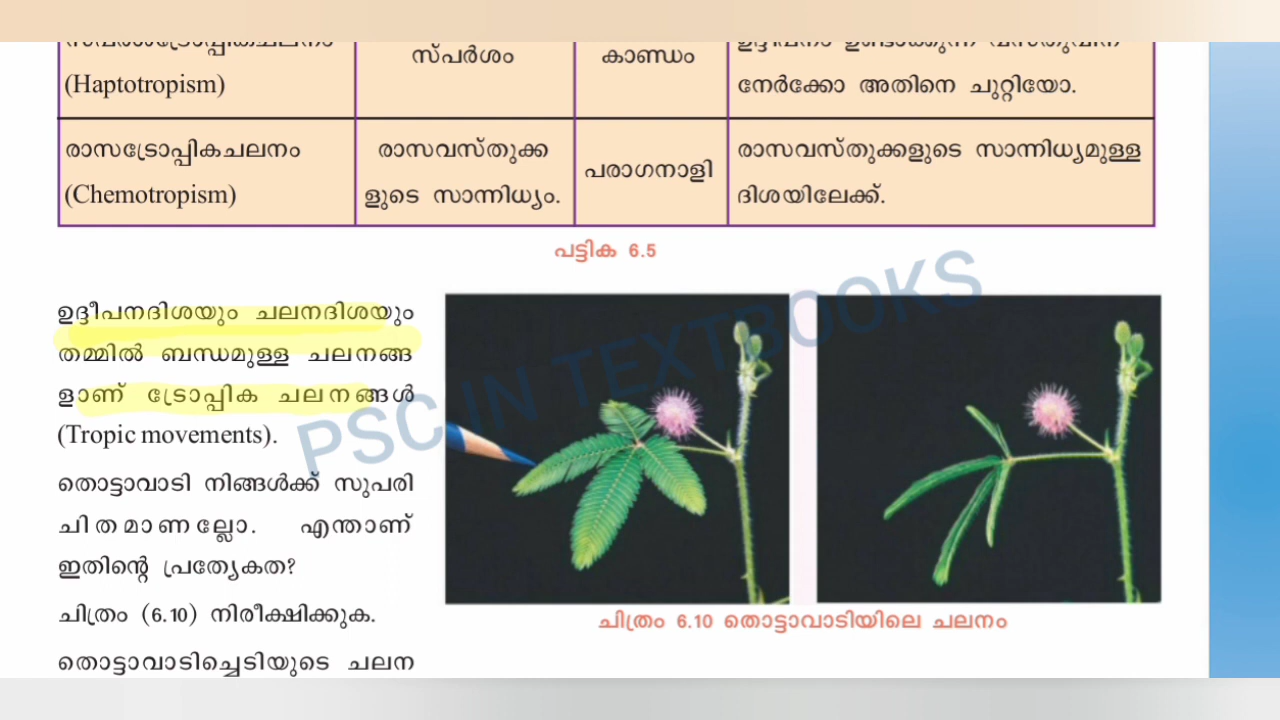 സ്പർശം
കാണ്ഡം
(Haptotropism)
നേർക്കോ അതിനെ ചുറ്റിയോ.
രാസട്രോപ്പികചലനം
(Chemotropism)
രാസവസ്തുക്ക
ളുടെ സാന്നിധ്യം.
പരാഗനാളി
രാസവസ്തുക്കളുടെ സാന്നിധ്യമുള്ള
ദിശയിലേക്ക്.
പട്ടിക 6.5
ഉദ്ദീപനദിശയും ചലനദിശയും
തമ്മിൽ ബന്ധമുള്ള ചലനങ്ങ
ളാണ് ട്രോപ്പിക ചലനങ്ങൾ
(Tropic movements).
തൊട്ടാവാടി നിങ്ങൾക്ക് സുപരി
ചിതമാണല്ലോ. എന്താണ്
ഇതിന്റെ പ്രത്യേകത?
ചിത്രം (6.10) നിരീക്ഷിക്കുക.
തൊട്ടാവാടിച്ചെടിയുടെ ചലന
PSC IN TEXTBOOKS
ചിത്രം 6.10 തൊട്ടാവാടിയിലെ ചലനം